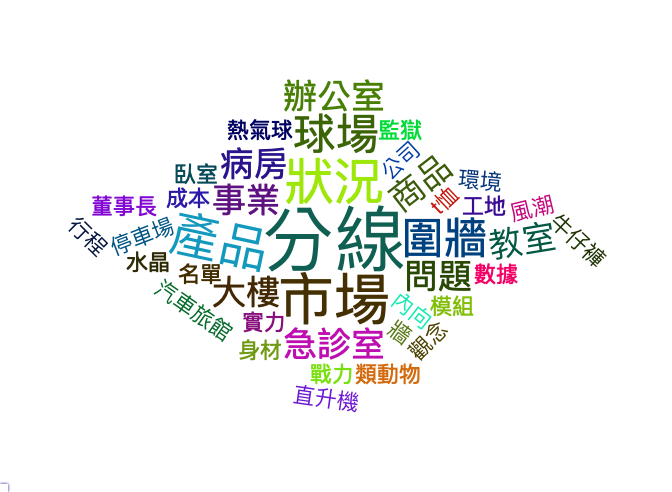 辦公室
熱氣球
球場
監獄
病房
狀況
公司
商品
臥室
環境
董事長
成本
事業
t恤
工地
風潮
行程
停車場
產品
分線
圍牆
教室
牛仔褲
水晶
名單
大樓
市場
問題
數據
汽車旅館
實力
內向
模組
牆
觀念
身材
急診室
戰力
類動物
直升機